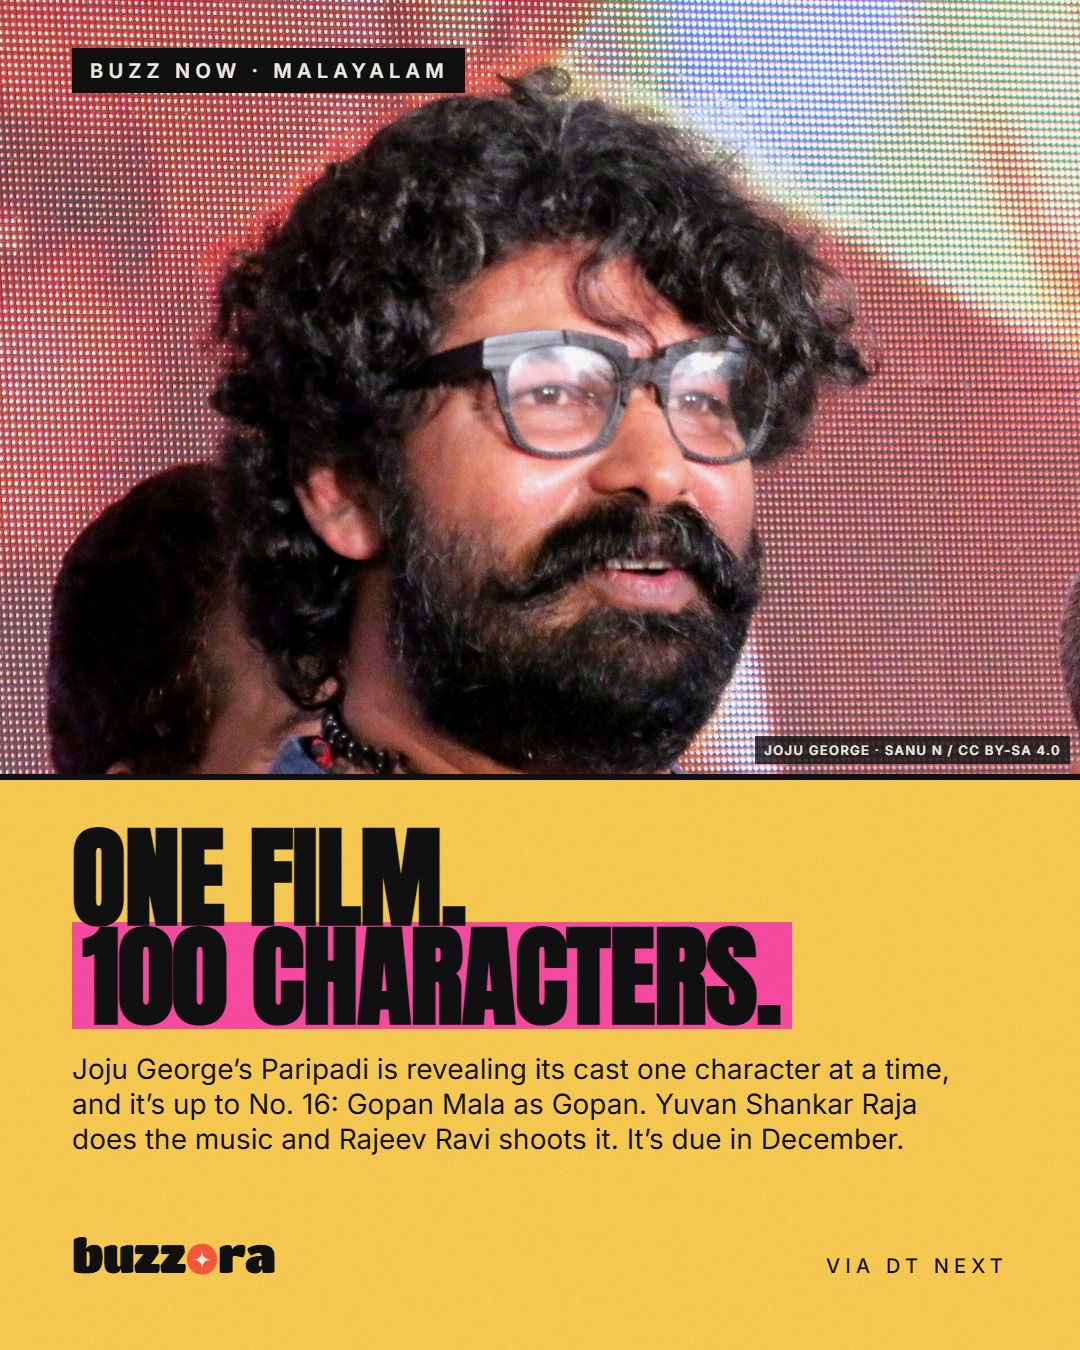 BUZZ NOW · MALAYALAM
JOJU GEORGE · SANU N / CC BY-SA 4.0
ONE FILM.
100 CHARACTERS.
Joju George’s Paripadi is revealing its cast one character at a time,
and it’s up to No. 16: Gopan Mala as Gopan. Yuvan Shankar Raja
does the music and Rajeev Ravi shoots it. It’s due in December.
buzzora
VIA DT NEXT